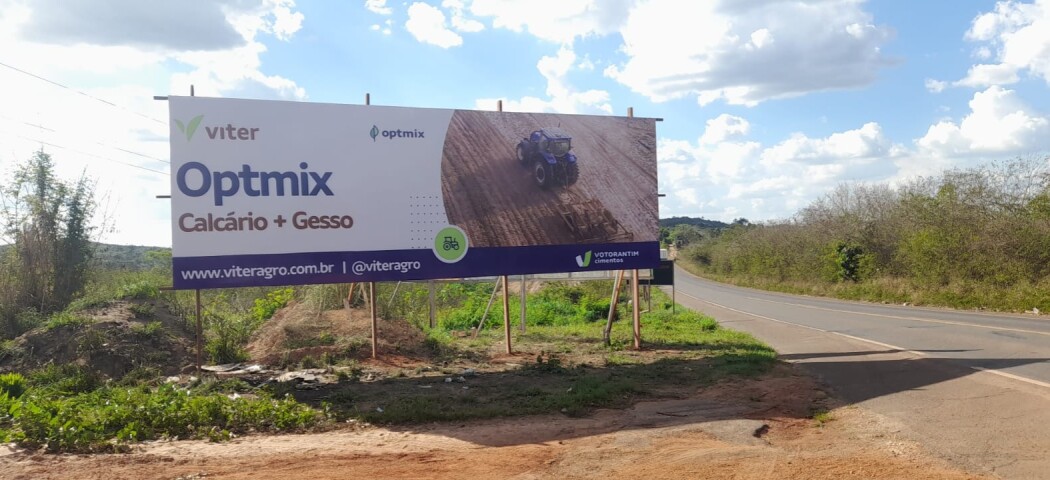 viter
optmix
Optmix
Calcário + Gesso
www.viteragro.com.br | @viteragro
VOTORANTIM
cimentos